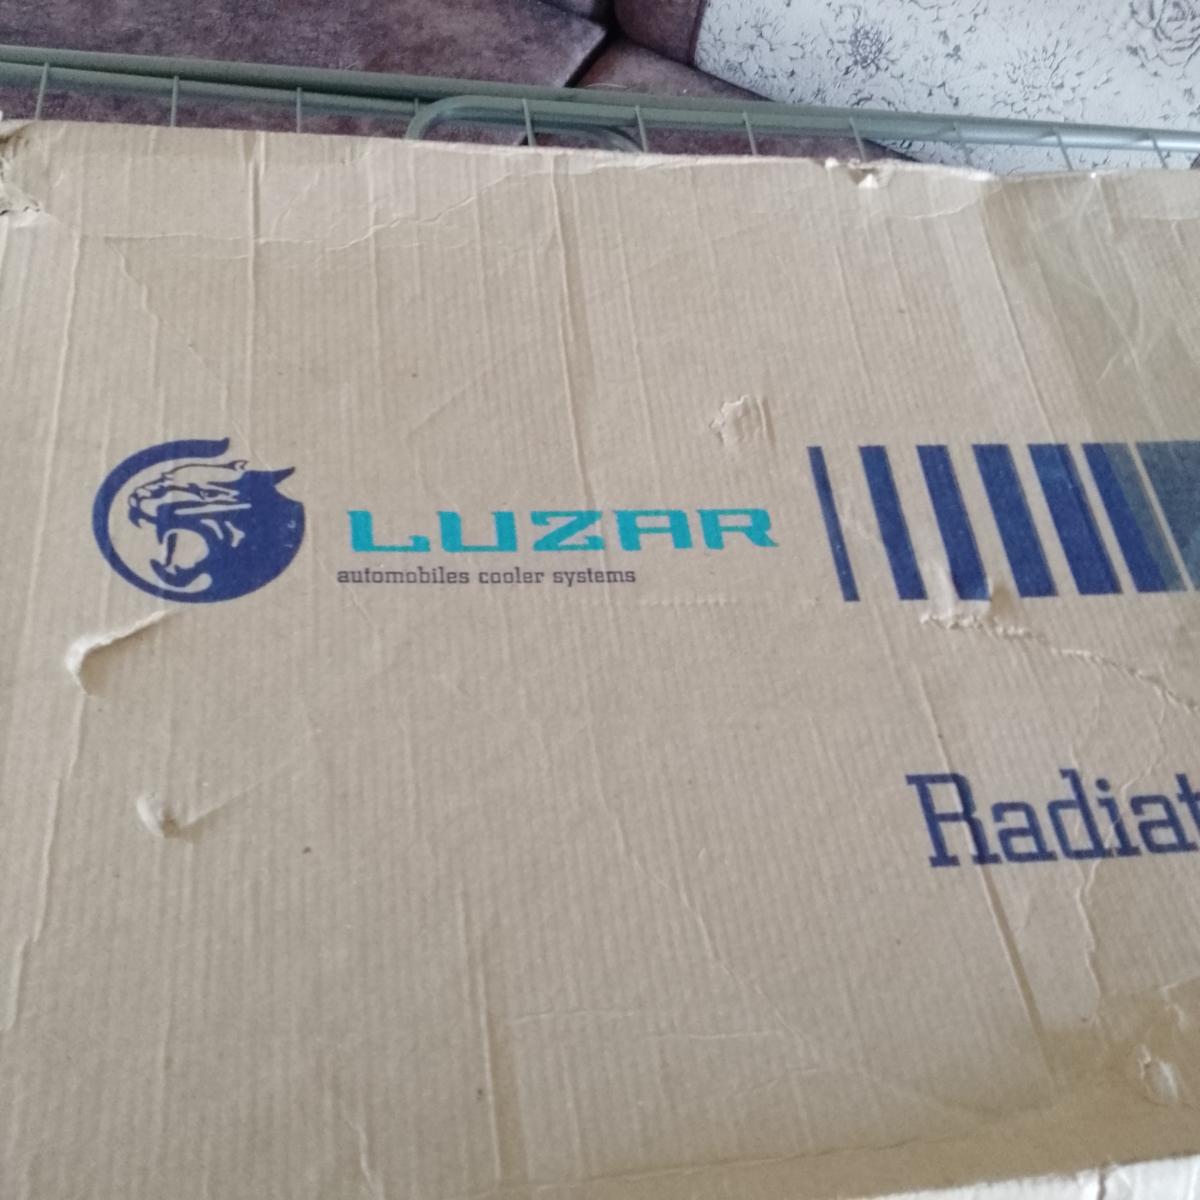 LUZAR
automobiles cooler systems
Radiat